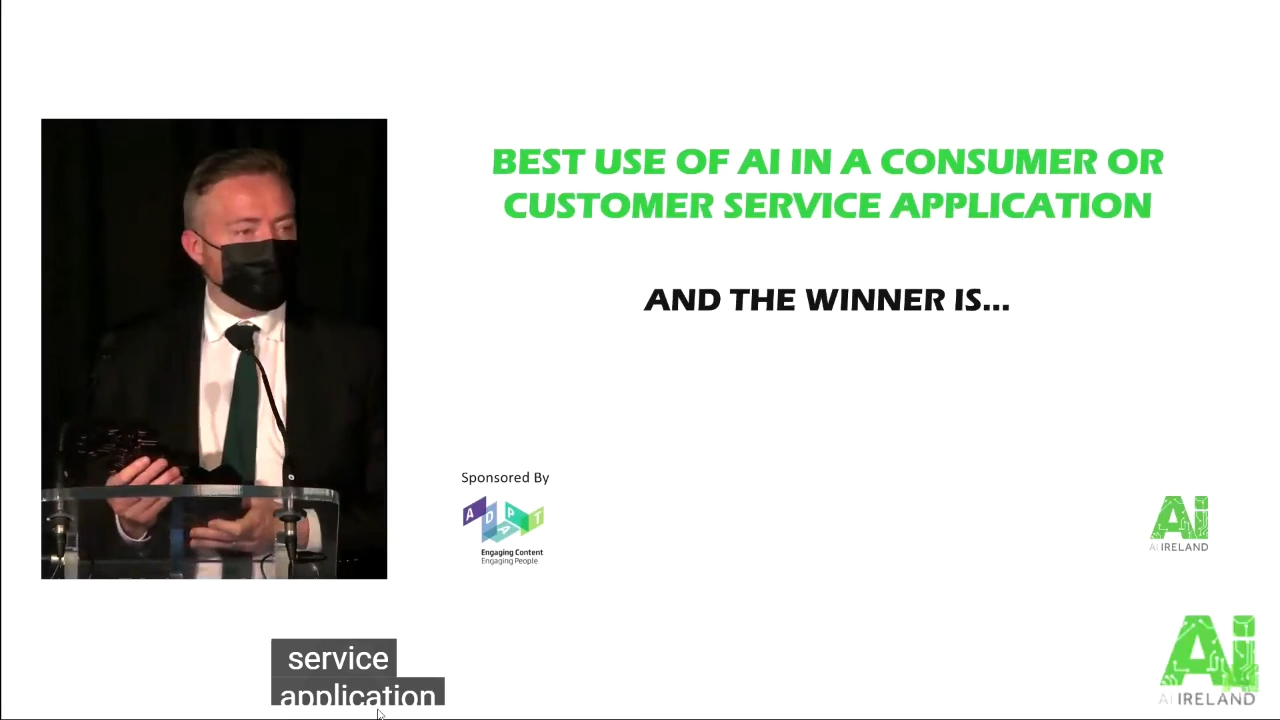 BEST USE OF AI IN A CONSUMER OR
CUSTOMER SERVICE APPLICATION
AND THE WINNER IS...
Sponsored By
ADAPT
Engaging Content
Engaging People
Ai
AI IRELAND
Ai
AI IRELAND
service
application